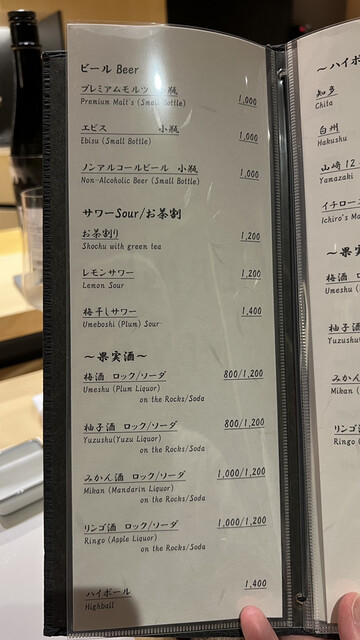 ビール Beer
プレミアムモルツ 小瓶
Premium Malt's (Small Bottle) 1,000
エビス 小瓶
Ebisu (Small Bottle) 1,000
ノンアルコールビール 小瓶
Non-Alcoholic Beer (Small Bottle) 1,000
サワーSour/お茶割
お茶割り 1,200
Shochu with green tea
レモンサワー 1,200
Lemon Sour
梅干しサワー 1,400
Umeboshi (Plum) Sour
～果実酒～
梅酒 ロック/ソーダ 800/1,200
Umeshu (Plum Liquor)
on the Rocks/Soda
柚子酒 ロック/ソーダ 800/1,200
Yuzushu(Yuzu Liquor)
on the Rocks/Soda
みかん酒 ロック/ソーダ 1,000/1,200
Mikan (Mandarin Liquor)
on the Rocks/Soda
リンゴ酒 ロック/ソーダ 1,000/1,200
Ringo (Apple Liquor)
on the Rocks/Soda
ハイボール 1,400
Highball
～ハイボ
知多
Chita
白州
Hakushu
山崎 12
Yamazaki
イチロー
Ichiro's Ma
～果実
梅酒
Umeshu (
柚子酒
Yuzushu(
みかん
Mikan (
リンゴ
Ringo (